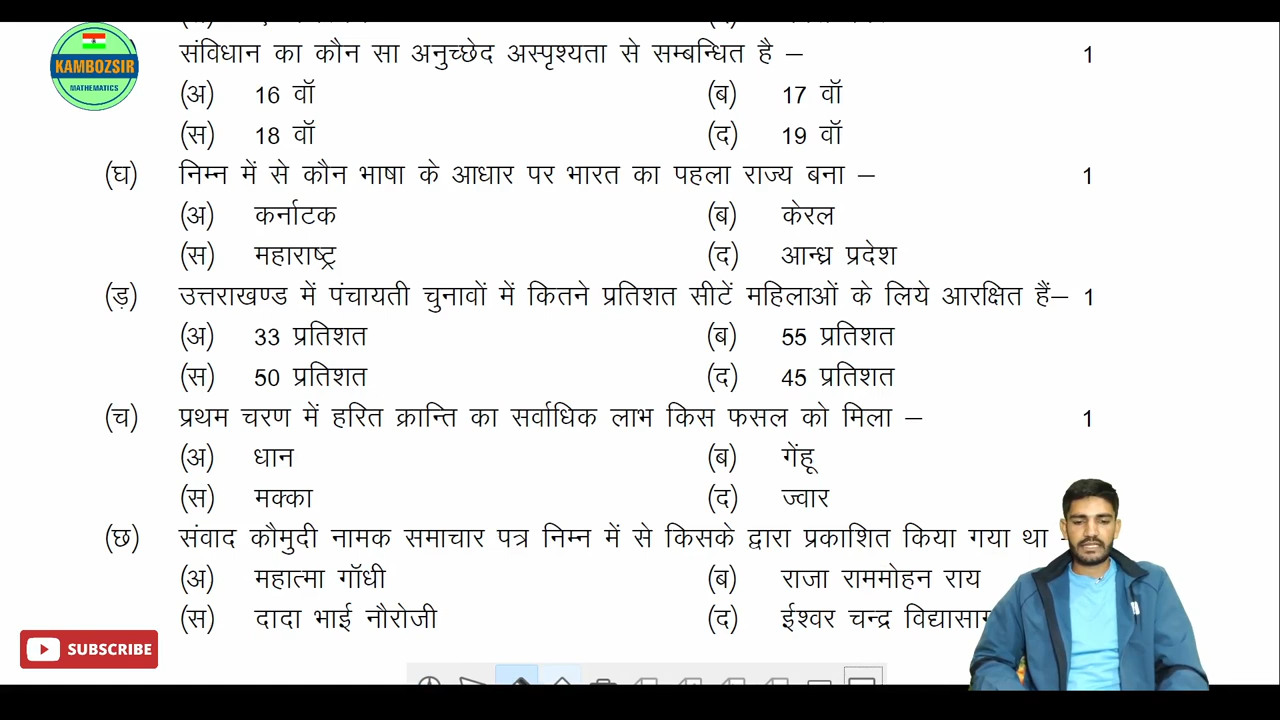 KAMBOZSIR
MATHEMATICS
संविधान का कौन सा अनुच्छेद अस्पृश्यता से सम्बन्धित है – 1
(अ) 16 वॉ (ब) 17 वॉ
(स) 18 वॉ (द) 19 वॉ
(घ) निम्न में से कौन भाषा के आधार पर भारत का पहला राज्य बना – 1
(अ) कर्नाटक (ब) केरल
(स) महाराष्ट्र (द) आन्ध्र प्रदेश
(ड़) उत्तराखण्ड में पंचायती चुनावों में कितने प्रतिशत सीटें महिलाओं के लिये आरक्षित हैं– 1
(अ) 33 प्रतिशत (ब) 55 प्रतिशत
(स) 50 प्रतिशत (द) 45 प्रतिशत
(च) प्रथम चरण में हरित क्रान्ति का सर्वाधिक लाभ किस फसल को मिला – 1
(अ) धान (ब) गेंहू
(स) मक्का (द) ज्वार
(छ) संवाद कौमुदी नामक समाचार पत्र निम्न में से किसके द्वारा प्रकाशित किया गया था -
(अ) महात्मा गॉधी (ब) राजा राममोहन राय
(स) दादा भाई नौरोजी (द) ईश्वर चन्द्र
SUBSCRIBE